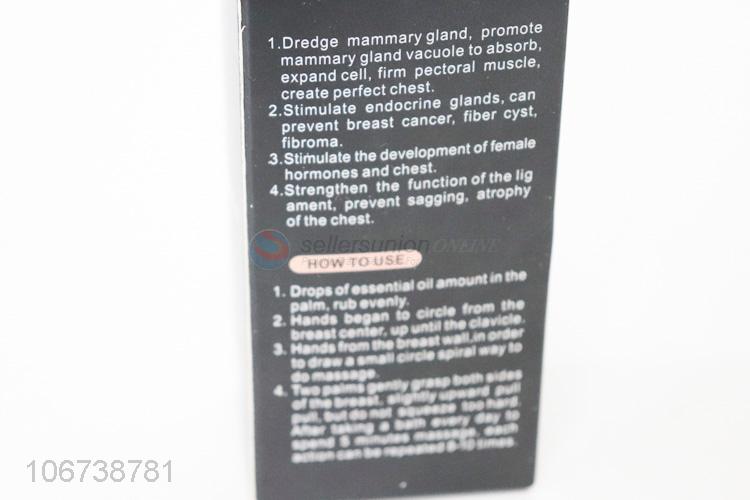 1.Dredge mammary gland, promote
mammary gland vacuole to absorb,
expand cell, firm pectoral muscle,
create perfect chest.
2.Stimulate endocrine glands, can
prevent breast cancer, fiber cyst,
fibroma.
3.Stimulate the development of female
hormones and chest.
4.Strengthen the function of the lig
ament, prevent sagging, atrophy
of the chest.
sellersunion ONLINE
HOW TO USE
1. Drops of essential oil amount in the
palm, rub evenly.
2. Hands began to circle from the
breast center, up until the clavicle.
3. Hands from the breast wall,in order
to draw a small circle spiral way to
do massage.
4. Two palms gently grasp both sides
of the breast, slightly upward pull
but do not squeeze too hard
After taking a bath every day to
spend 5 minutes massage, each
action can be repeated 8-10 times.
106738781